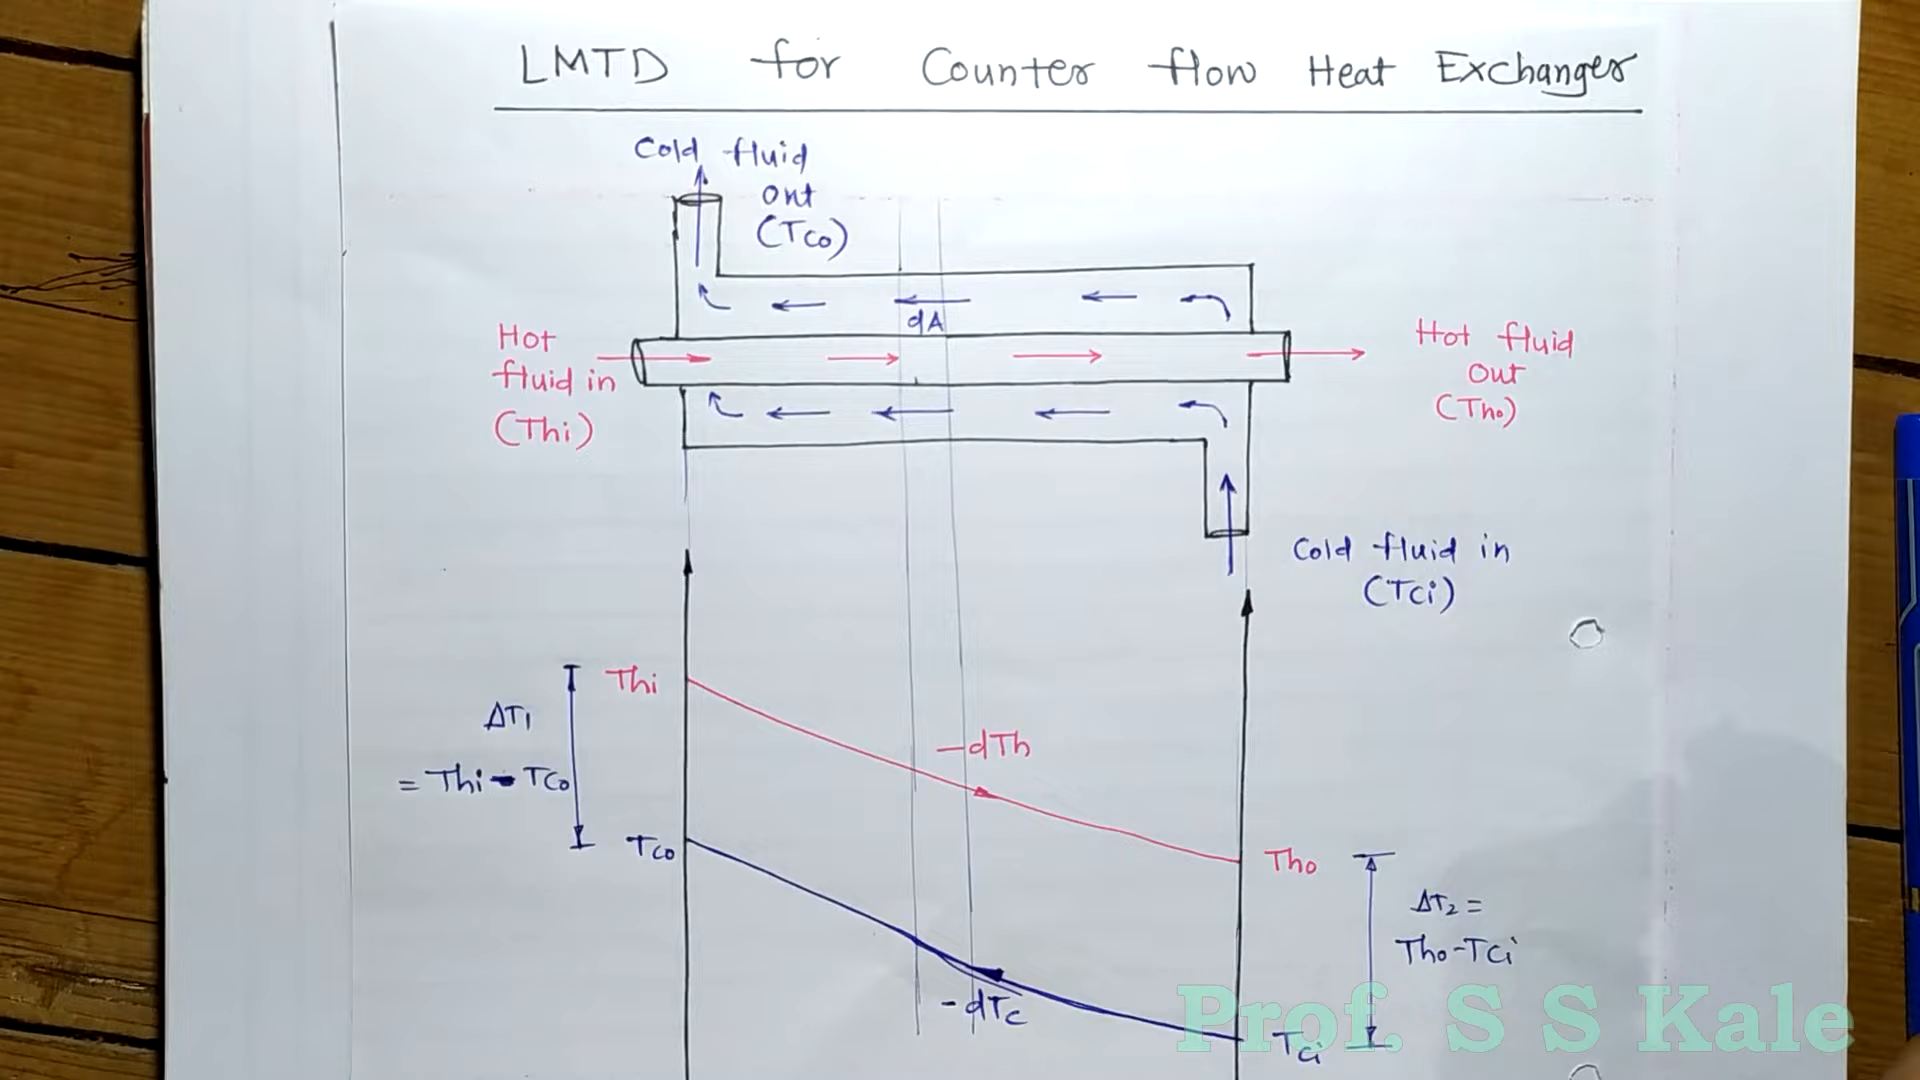 LMTD for Counter flow Heat Exchanger
Cold fluid
out
(Tco)
dA
Hot
fluid in
(Thi)
Hot fluid
Out
(Tho)
Cold fluid in
(Tci)
Thi
ΔT1
= Thi - Tco
Tco
-dTh
-dTc
Tho
ΔT2 =
Tho-Tci
Tci
Prof. S S Kale